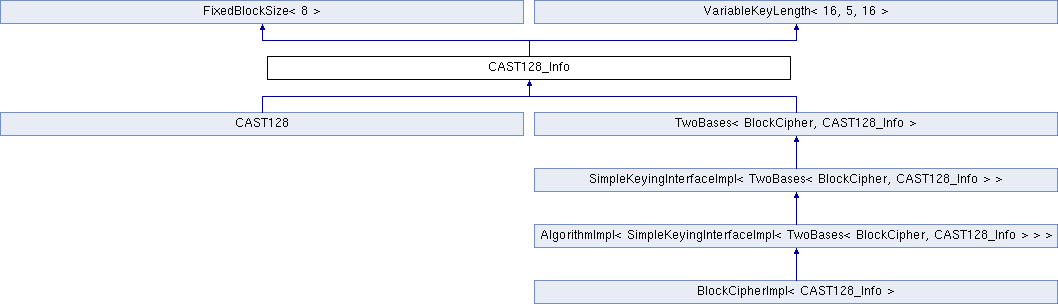 FixedBlockSize< 8 >
VariableKeyLength< 16, 5, 16 >
CAST128_Info
CAST128
TwoBases< BlockCipher, CAST128_Info >
SimpleKeyingInterfaceImpl< TwoBases< BlockCipher, CAST128_Info > >
AlgorithmImpl< SimpleKeyingInterfaceImpl< TwoBases< BlockCipher, CAST128_Info > > >
BlockCipherImpl< CAST128_Info >